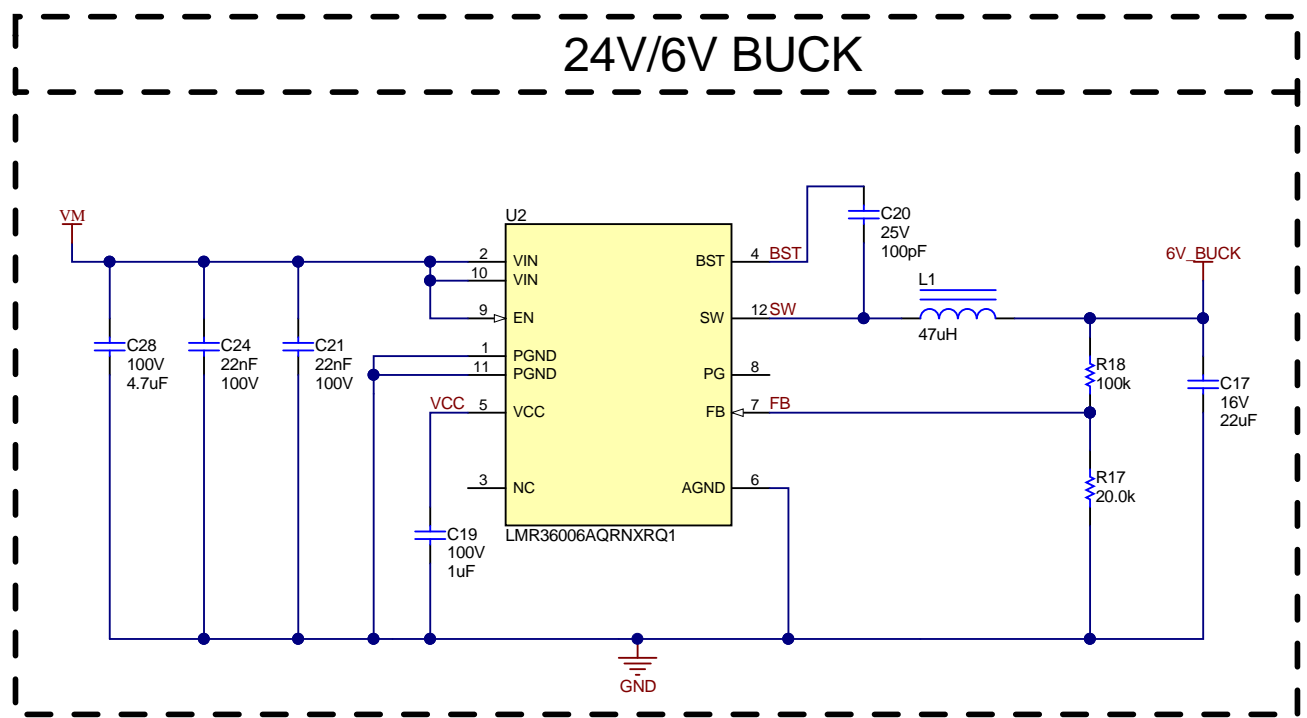 24V/6V BUCK
VM
U2
C20
25V
100pF
6V_BUCK
2 VIN
BST 4 BST
10 VIN
L1
47uH
9 EN
SW 12 SW
C28
100V
4.7uF
C24
22nF
100V
C21
22nF
100V
1 PGND
11 PGND
PG 8
R18
100k
C17
16V
22uF
VCC 5 VCC
FB 7 FB
3 NC
AGND 6
R17
20.0k
C19
100V
1uF
LMR36006AQRNXRQ1
GND